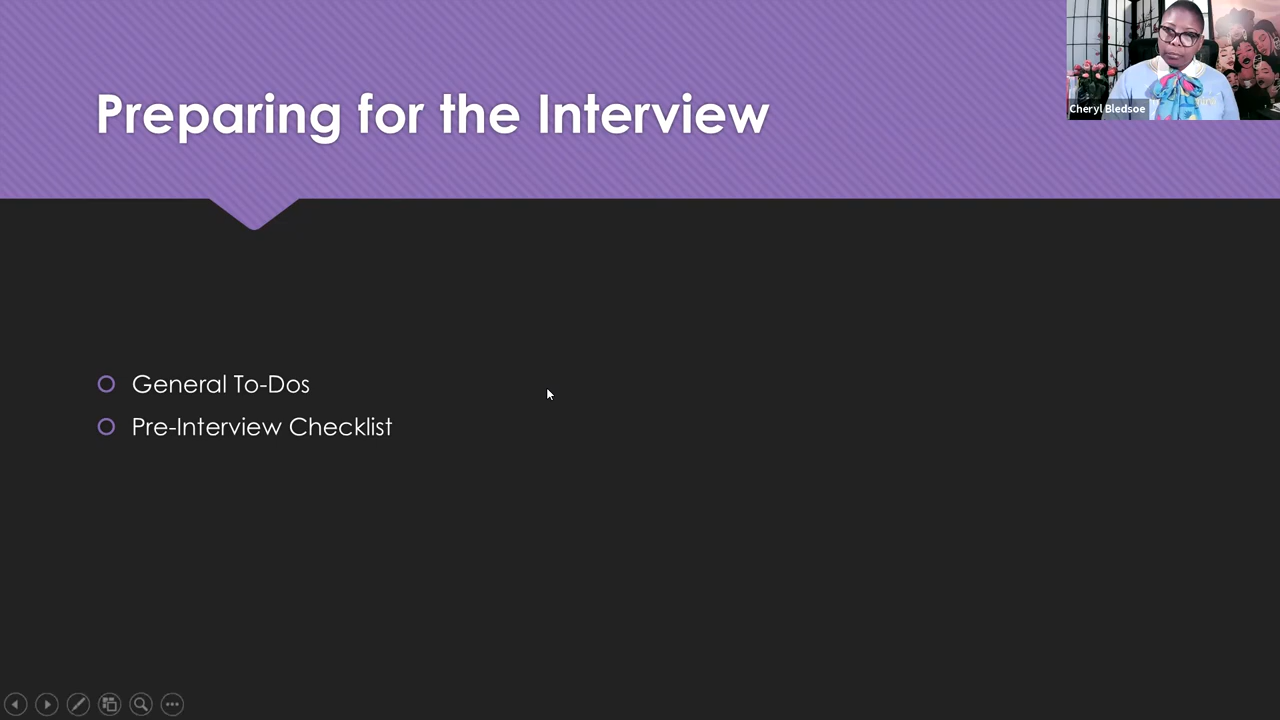 Preparing for the Interview
Cheryl Bledsoe
General To-Dos
Pre-Interview Checklist